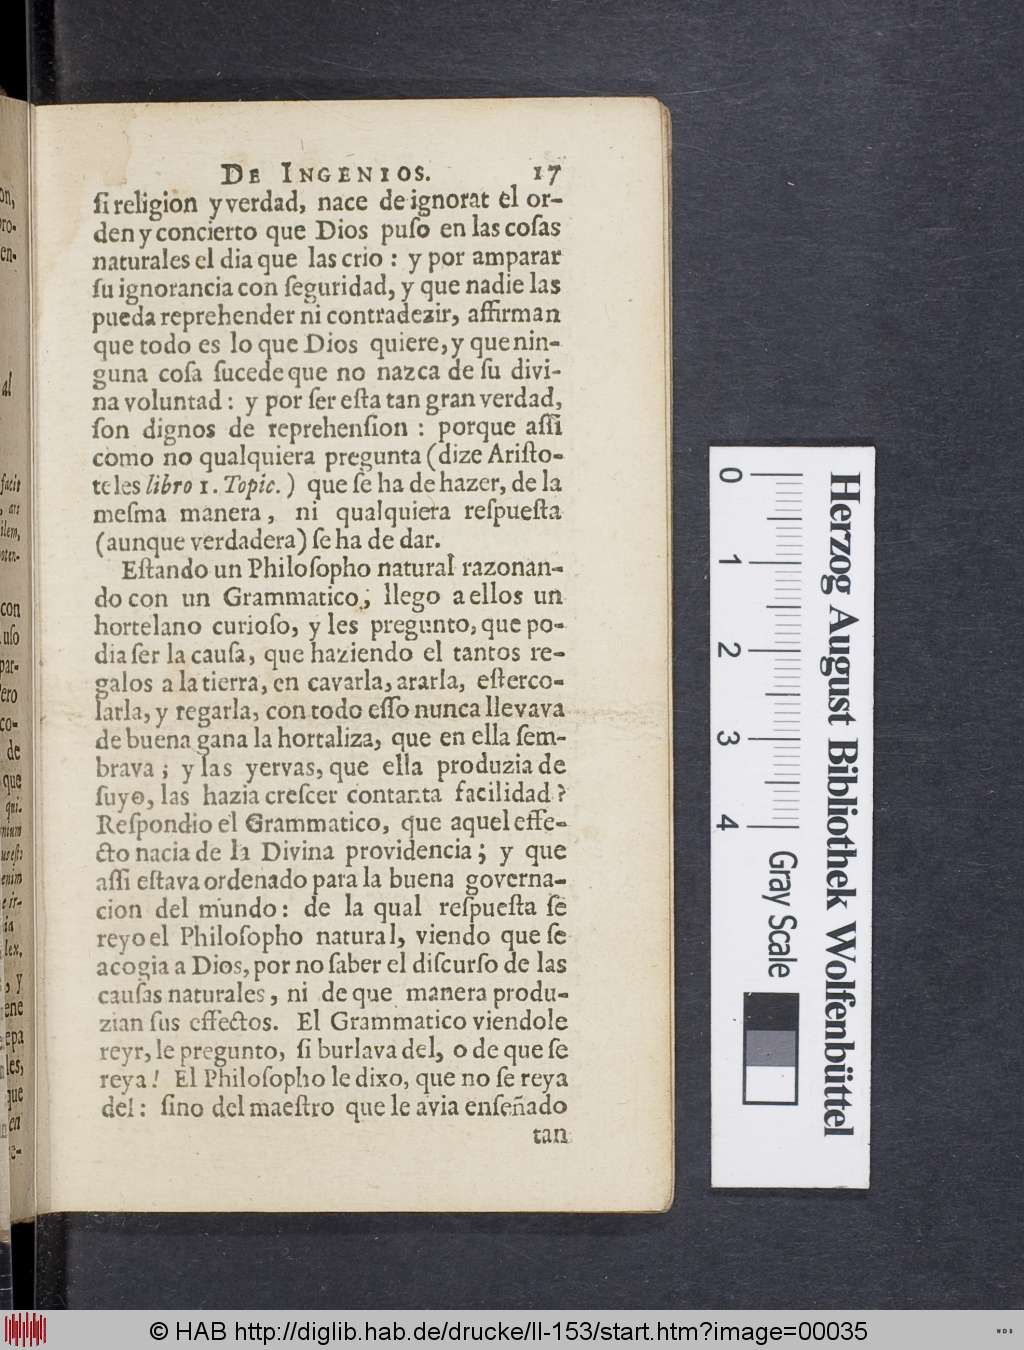 DE INGENIOS. 17
ſi religion y verdad, nace de ignorar el or-
den y concierto que Dios puſo en las coſas
naturales el dia que las crio : y por amparar
ſu ignorancia con ſeguridad, y que nadie las
pueda reprehender ni contradezir, affirman
que todo es lo que Dios quiere, y que nin-
guna coſa ſucede que no nazca de ſu divi-
na voluntad : y por ſer eſta tan gran verdad,
ſon dignos de reprehenſion : porque aſſi
como no qualquiera pregunta (dize Ariſto-
teles libro 1. Topic.) que ſe ha de hazer, de la
meſma manera, ni qualquiera reſpueſta
(aunque verdadera) ſe ha de dar.
Eſtando un Philoſopho natural razonan-
do con un Grammatico, llego a ellos un
hortelano curioſo, y les pregunto, que po-
dia ſer la cauſa, que haziendo el tantos re-
galos a la tierra, en cavarla, ararla, eſterco-
larla, y regarla, con todo eſſo nunca llevava
de buena gana la hortaliza, que en ella ſem-
brava ; y las yervas, que ella produzia de
ſuyo, las hazia creſcer con tanta facilidad ?
Reſpondio el Grammatico, que aquel effe-
cto nacia de la Divina providencia ; y que
aſſi eſtava ordenado para la buena governa-
cion del mundo : de la qual reſpueſta ſe
reyo el Philoſopho natural, viendo que ſe
acogia a Dios, por no ſaber el diſcurſo de las
cauſas naturales, ni de que manera produ-
zian ſus effectos. El Grammatico viendole
reyr, le pregunto, ſi burlava del, o de que ſe
reya ! El Philoſopho le dixo, que no ſe reya
del : ſino del maeſtro que le avia enſeñado
tan
0 1 2 3 4
Gray Scale
Herzog August Bibliothek Wolfenbüttel
© HAB http://diglib.hab.de/drucke/ll-153/start.htm?image=00035